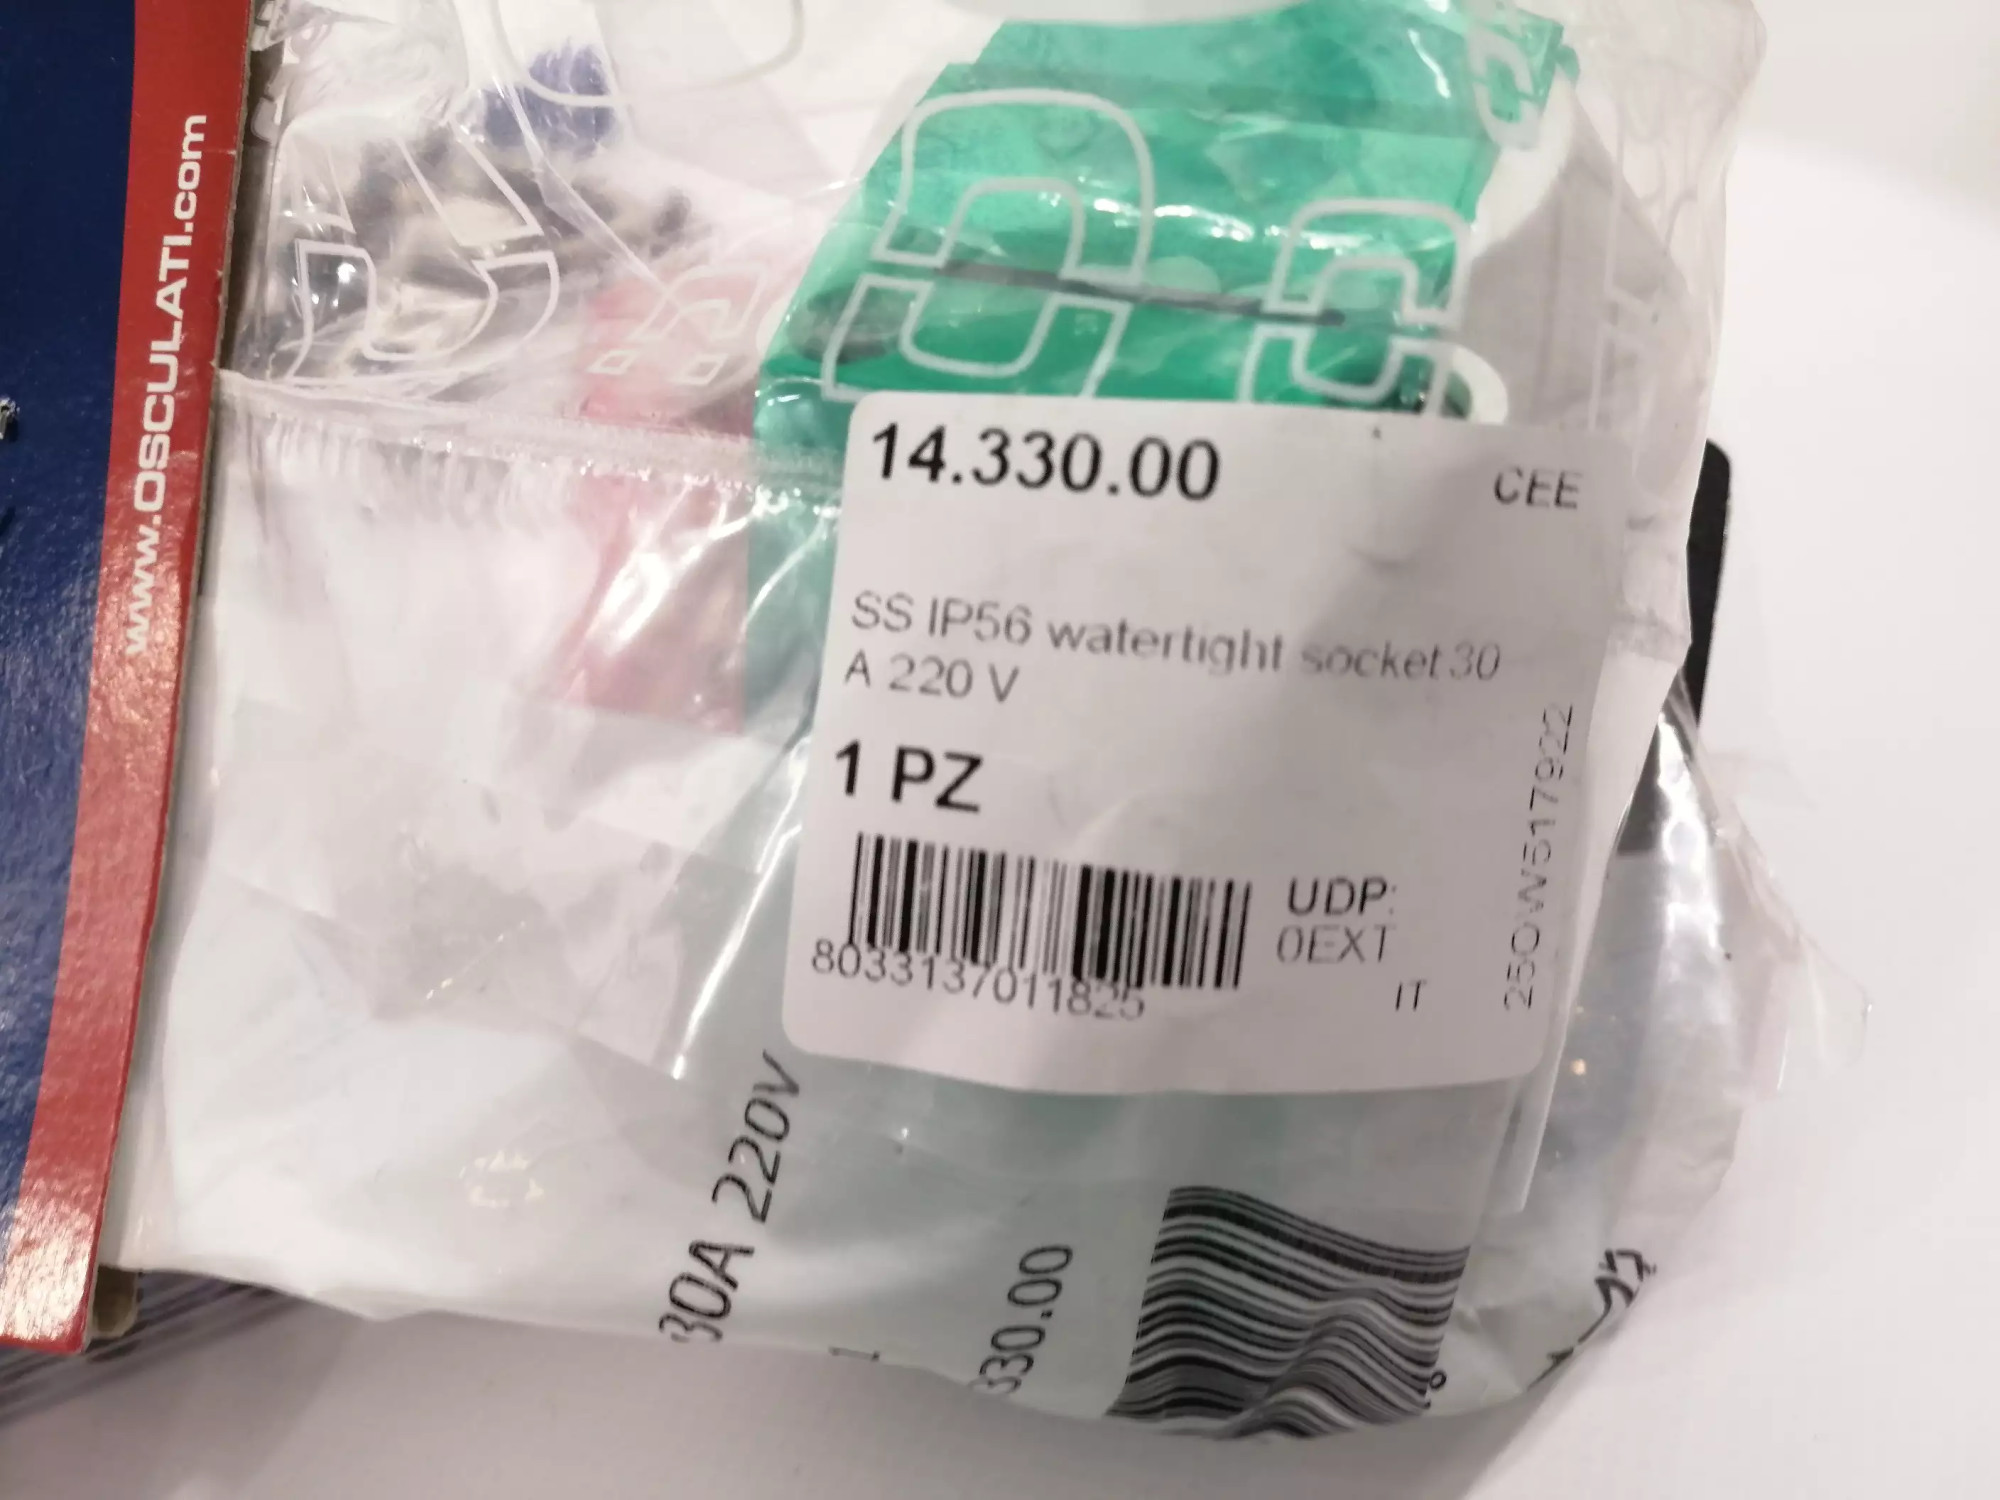 www.OSCULATI.com
14.330.00
CEE
SS IP56 watertight socket 30
A 220 V
1 PZ
8033137011825
UDP:
0EXT
IT
25OW517922
30A 220V
330.00